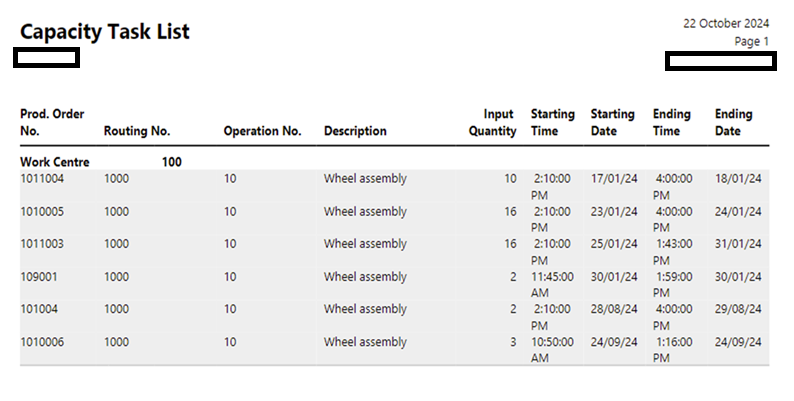 Capacity Task List
22 October 2024
Page 1
Prod. Order No. Routing No. Operation No. Description Input Quantity Starting Time Starting Date Ending Time Ending Date
Work Centre 100
1011004 1000 10 Wheel assembly 10 2:10:00 PM 17/01/24 4:00:00 PM 18/01/24
1010005 1000 10 Wheel assembly 16 2:10:00 PM 23/01/24 4:00:00 PM 24/01/24
1011003 1000 10 Wheel assembly 16 2:10:00 PM 25/01/24 1:43:00 PM 31/01/24
109001 1000 10 Wheel assembly 2 11:45:00 AM 30/01/24 1:59:00 PM 30/01/24
101004 1000 10 Wheel assembly 2 2:10:00 PM 28/08/24 4:00:00 PM 29/08/24
1010006 1000 10 Wheel assembly 3 10:50:00 AM 24/09/24 1:16:00 PM 24/09/24